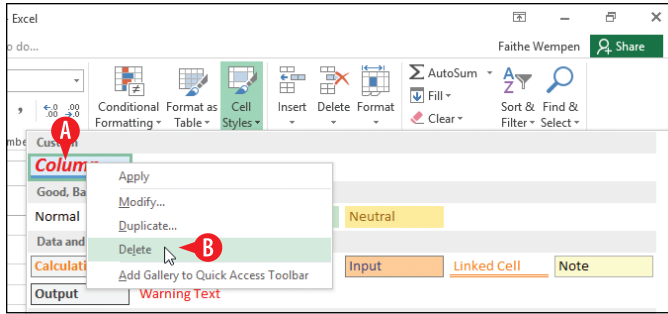 Excel
o do...
Faithe Wempen
Share
AutoSum
Fill
Clear
Conditional Format as Cell
Formatting Table Styles
Insert Delete Format
Sort & Find &
Filter Select
A
Colum
Apply
Good, Ba
Modify...
Normal
Neutral
Duplicate...
Data and
Delete
B
Calculati
Input
Linked Cell
Note
Add Gallery to Quick Access Toolbar
Output
Warning Text